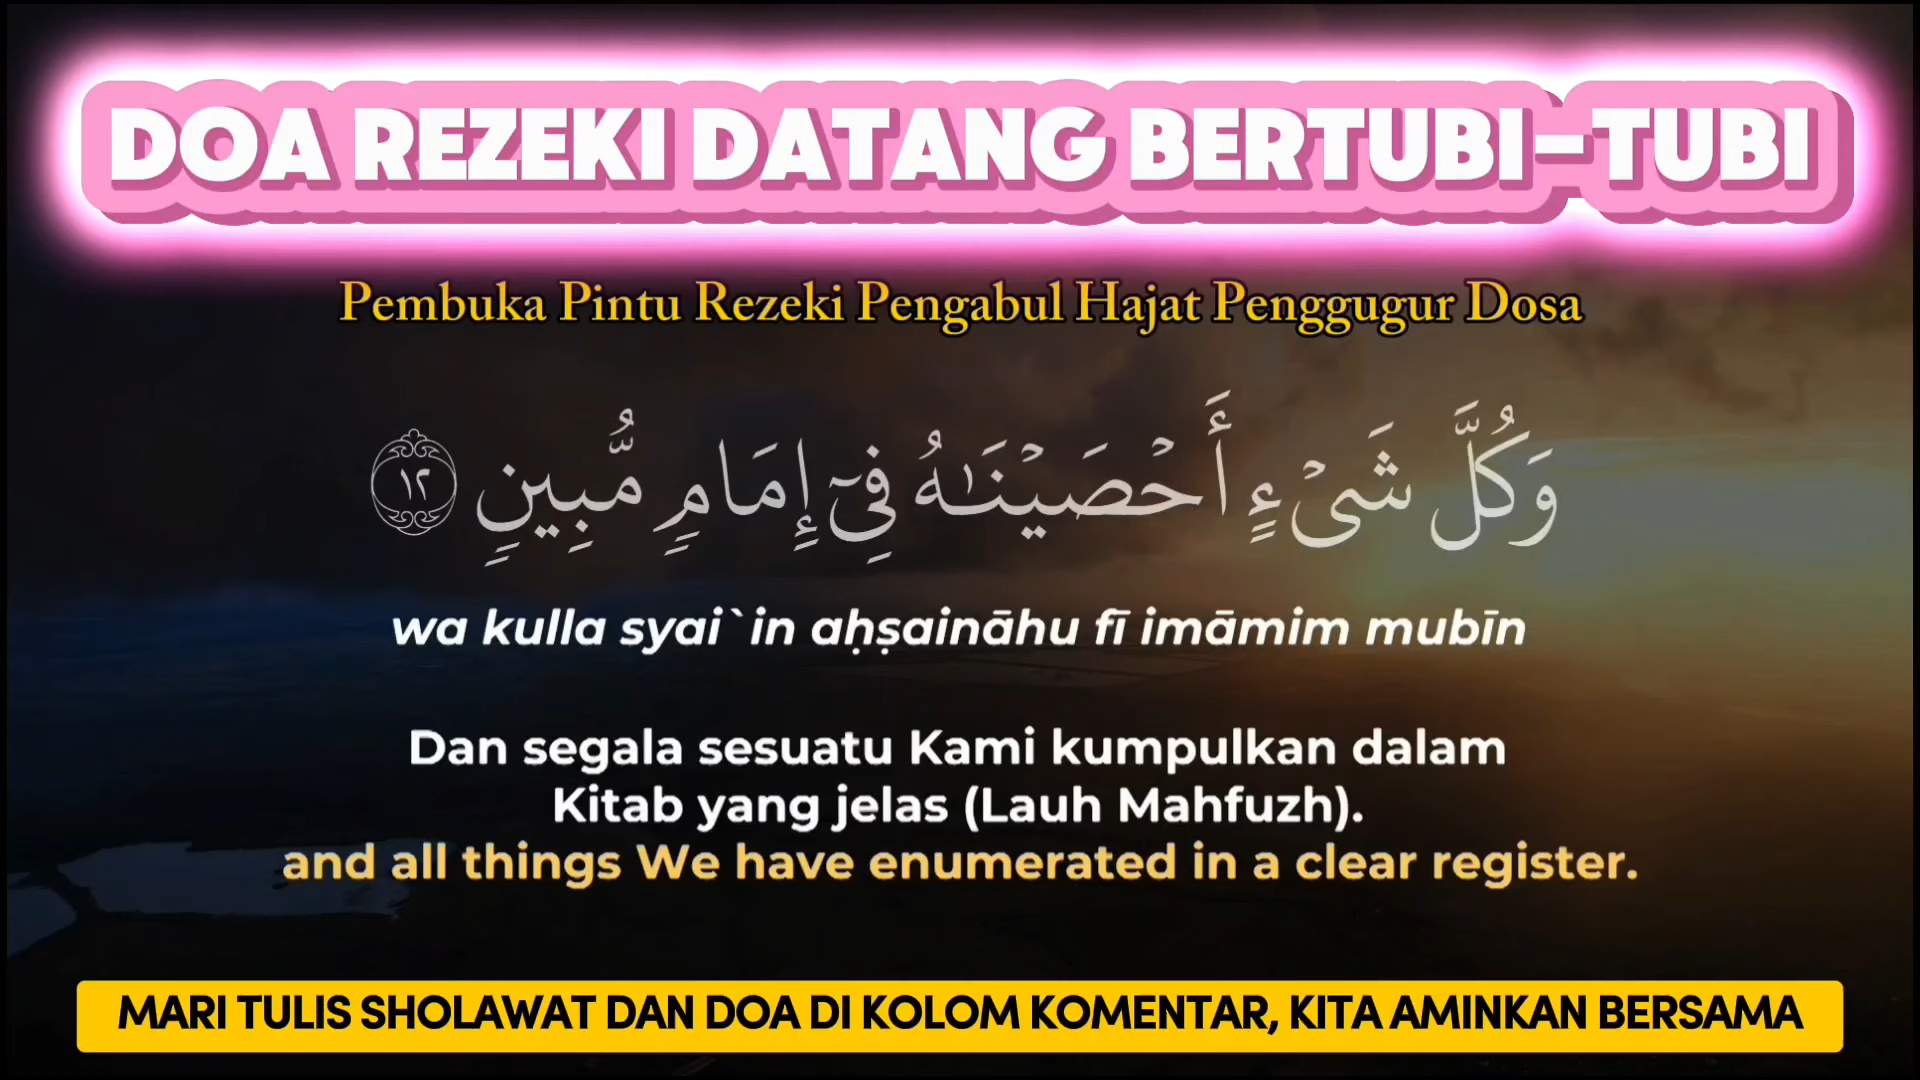 DOA REZEKI DATANG BERTUBI-TUBI
Pembuka Pintu Rezeki Pengabul Hajat Penggugur Dosa
وَكُلَّ شَىْءٍ أَحْصَيْنَـٰهُ فِىٓ إِمَامٍ مُّبِينٍ ١٢
wa kulla syai`in aḥṣaināhu fī imāmim mubīn
Dan segala sesuatu Kami kumpulkan dalam
Kitab yang jelas (Lauh Mahfuzh).
and all things We have enumerated in a clear register.
MARI TULIS SHOLAWAT DAN DOA DI KOLOM KOMENTAR, KITA AMINKAN BERSAMA